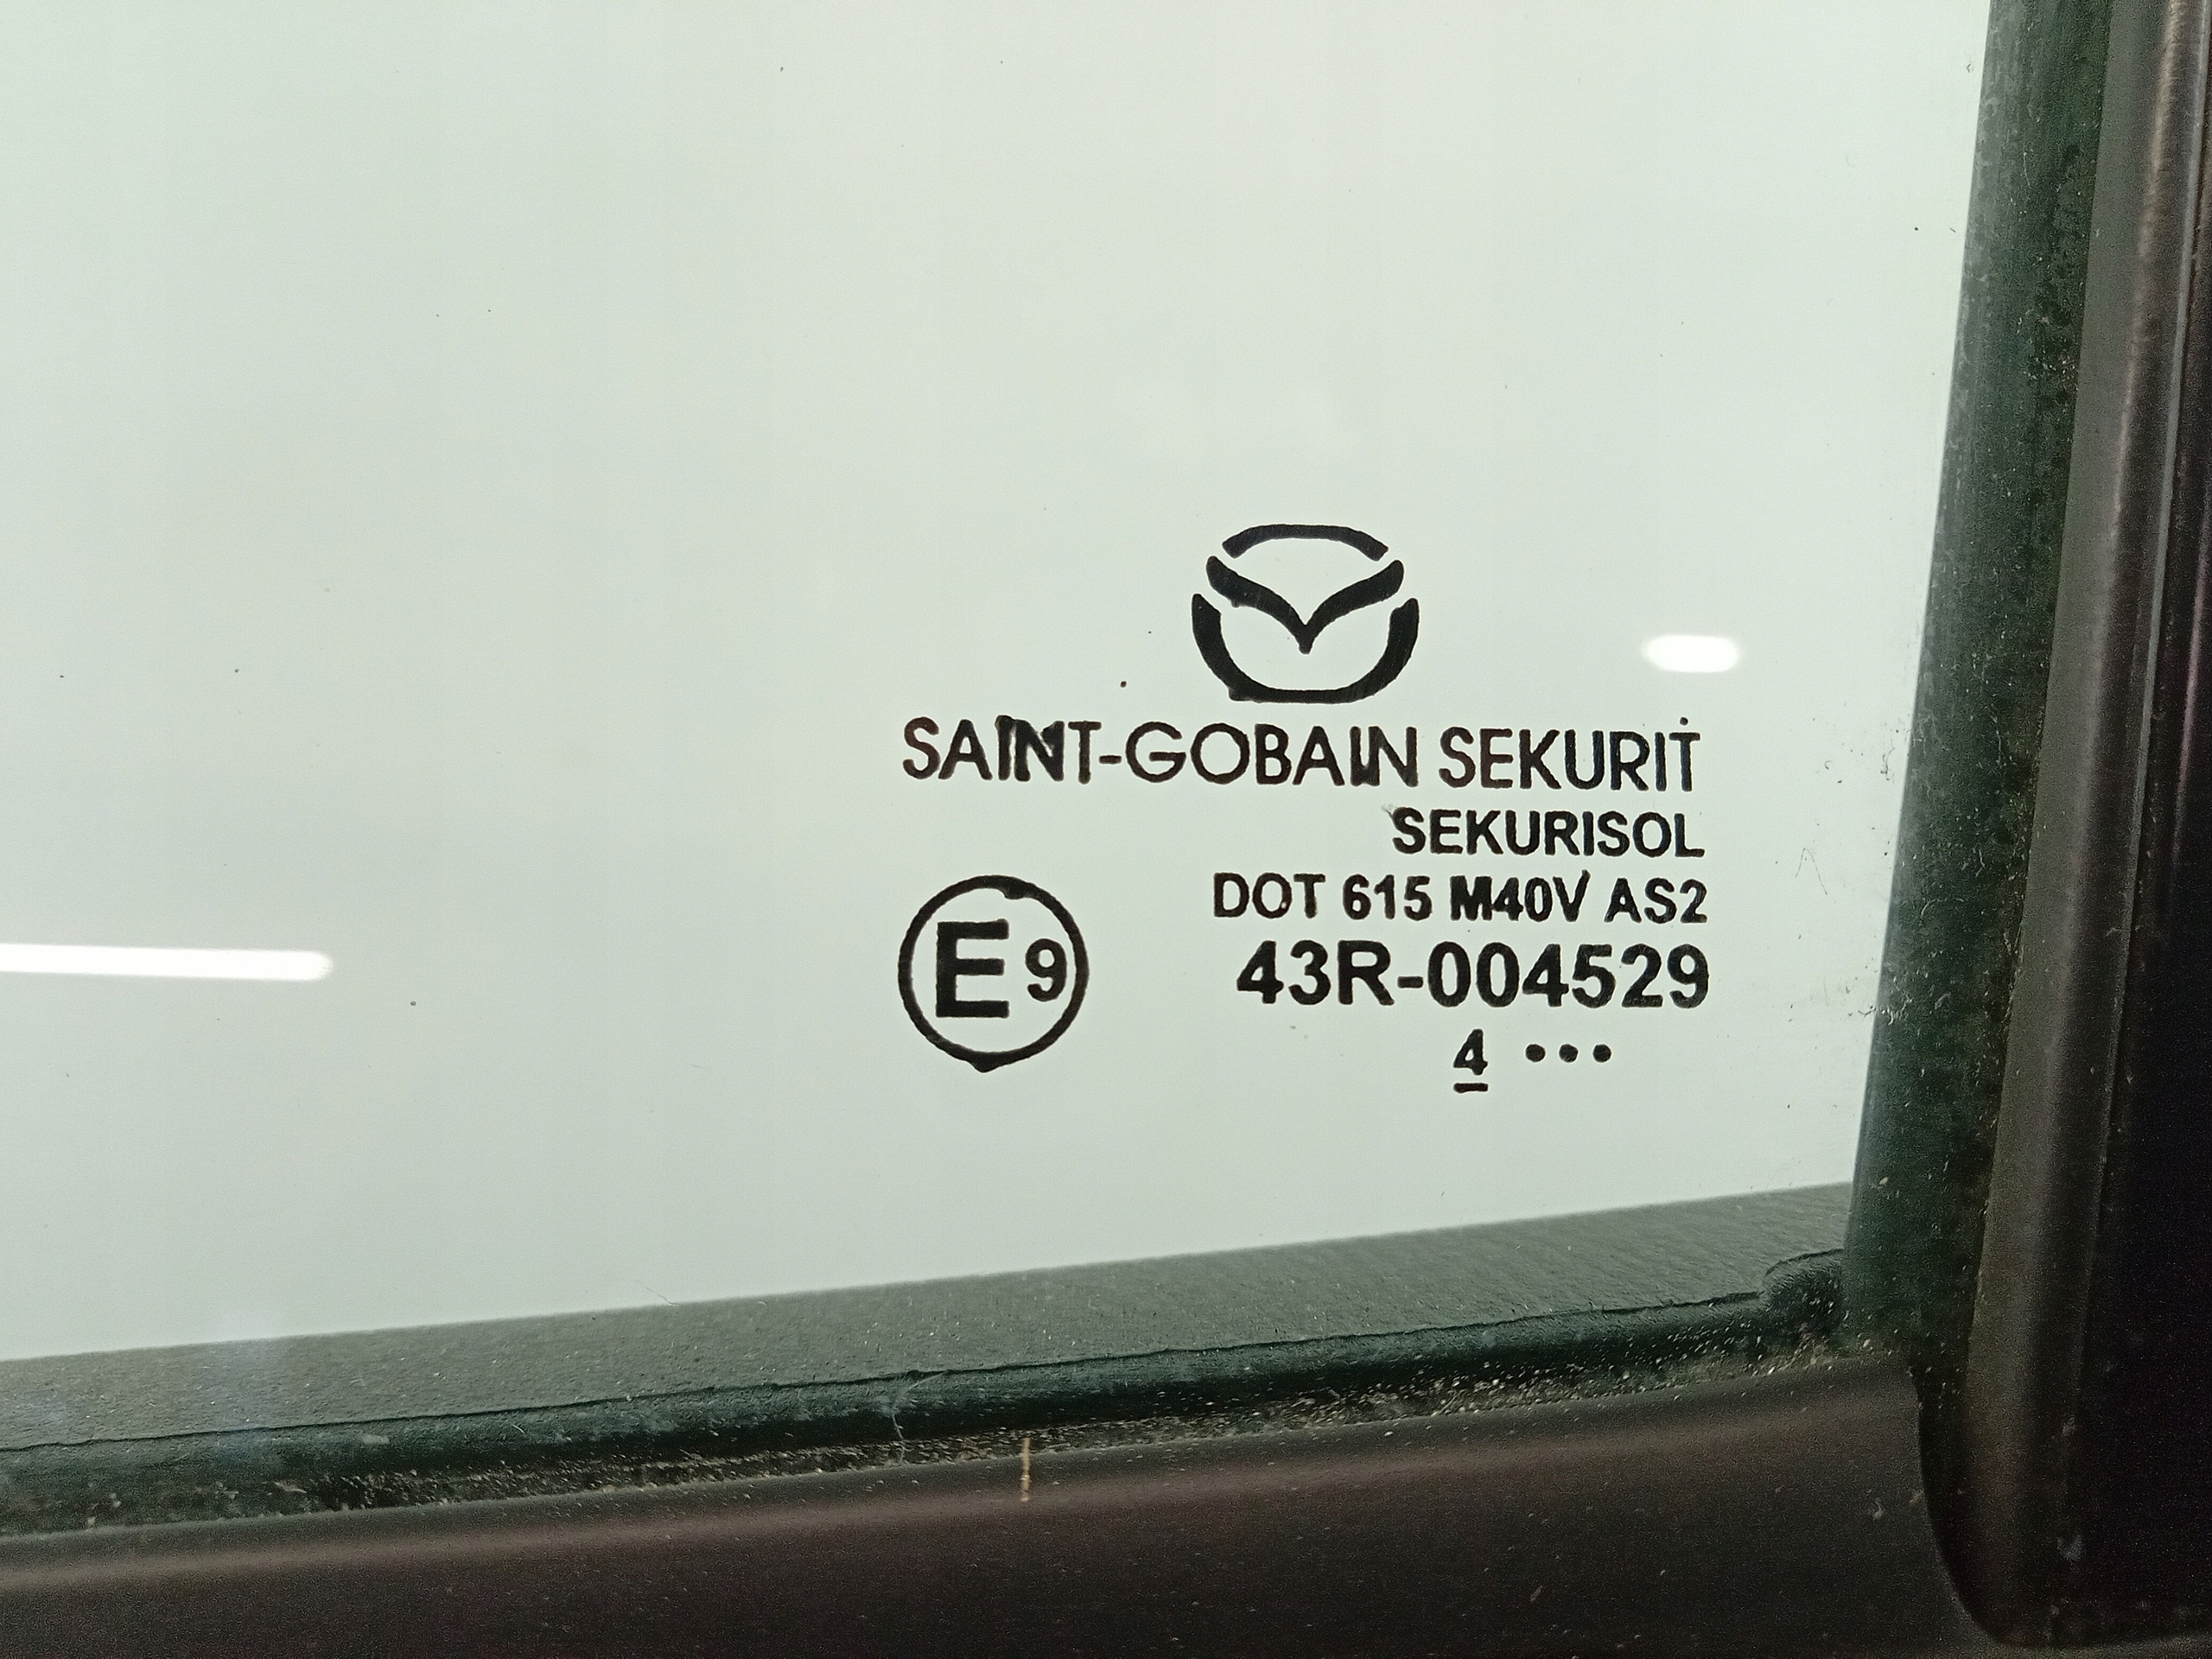 SAINT-GOBAIN SEKURIT
SEKURISOL
DOT 615 M40V AS2
E9
43R-004529
4 •••